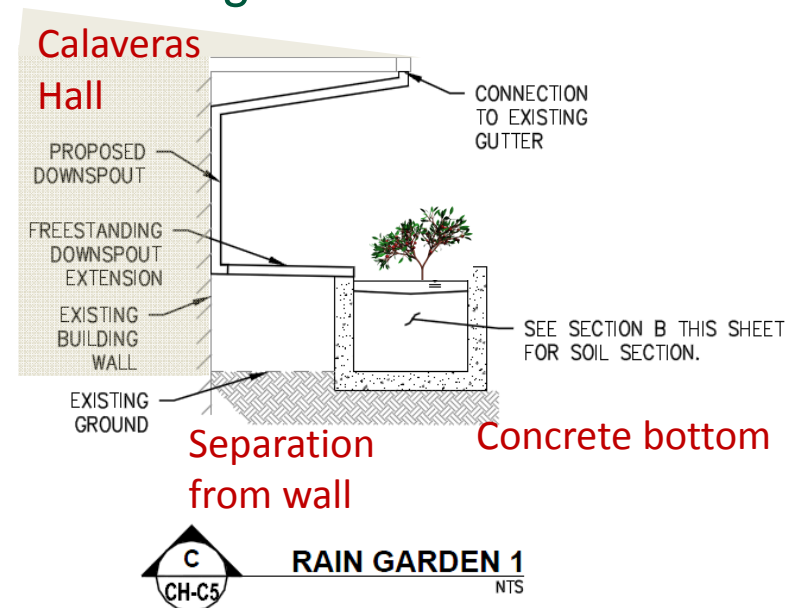 Calaveras
Hall
CONNECTION
TO EXISTING
GUTTER
PROPOSED
DOWNSPOUT
FREESTANDING
DOWNSPOUT
EXTENSION
EXISTING
BUILDING
WALL
SEE SECTION B THIS SHEET
FOR SOIL SECTION.
EXISTING
GROUND
Separation
from wall
Concrete bottom
C
CH-C5
RAIN GARDEN 1
NTS